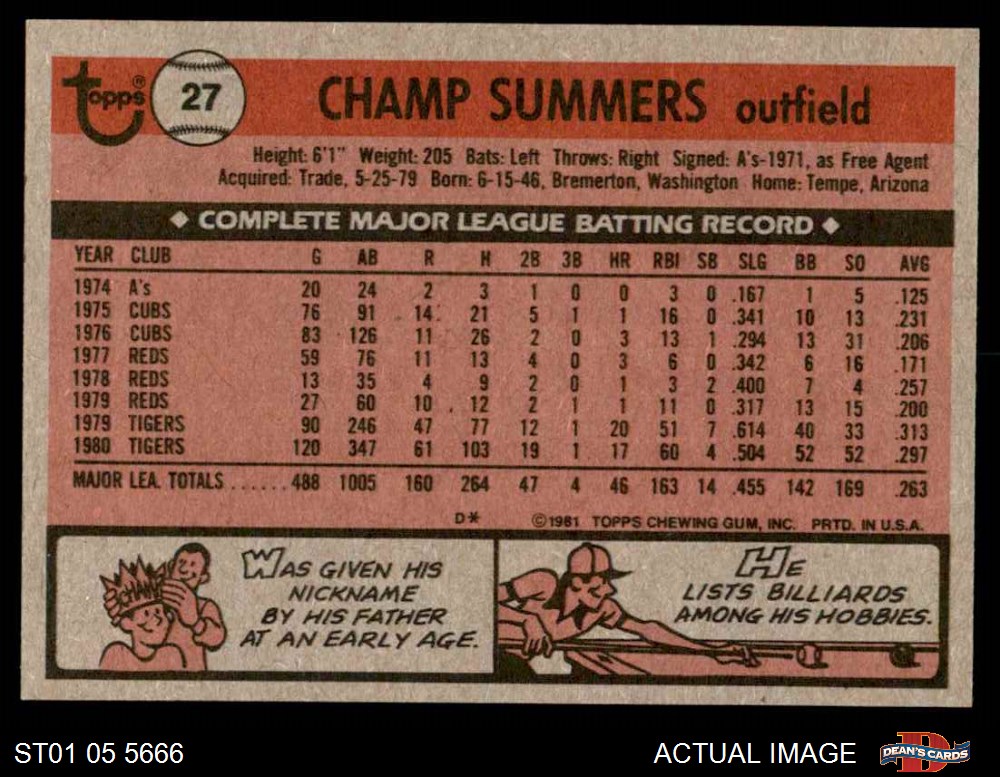 topps® 27 CHAMP SUMMERS outfield
Height: 6'1" Weight: 205 Bats: Left Throws: Right Signed: A's-1971, as Free Agent
Acquired: Trade, 5-25-79 Born: 6-15-46, Bremerton, Washington Home: Tempe, Arizona
◆ COMPLETE MAJOR LEAGUE BATTING RECORD ◆
YEAR CLUB G AB R H 2B 3B HR RBI SB SLG BB SO AVG
1974 A's 20 24 2 3 1 0 0 3 0 .167 1 5 .125
1975 CUBS 76 91 14 21 5 1 1 16 0 .341 10 13 .231
1976 CUBS 83 126 11 26 2 0 3 13 1 .294 13 31 .206
1977 REDS 59 76 11 13 4 0 3 6 0 .342 6 16 .171
1978 REDS 13 35 4 9 2 0 1 3 2 .400 7 4 .257
1979 REDS 27 60 10 12 2 1 1 11 0 .317 13 15 .200
1979 TIGERS 90 246 47 77 12 1 20 51 7 .614 40 33 .313
1980 TIGERS 120 347 61 103 19 1 17 60 4 .504 52 52 .297
MAJOR LEA. TOTALS ...... 488 1005 160 264 47 4 46 163 14 .455 142 169 .263
D* ©1981 TOPPS CHEWING GUM, INC. PRTD. IN U.S.A.
CHAMP
WAS GIVEN HIS
NICKNAME
BY HIS FATHER
AT AN EARLY AGE.
HE
LISTS BILLIARDS
AMONG HIS HOBBIES.
ST01 05 5666 ACTUAL IMAGE D DEAN'S CARDS